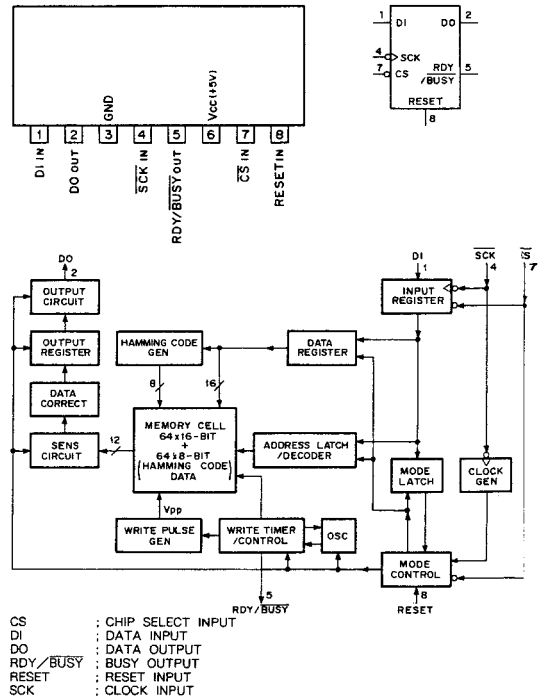 GND
Vcc(+5V)
1 2 3 4 5 6 7 8
DI IN
DO OUT
SCK IN
RDY/BUSY OUT
CS IN
RESET IN
1 DI DO 2
4 SCK
7 CS
RDY/BUSY 5
RESET
8
DO
2
DI
1
SCK
4
CS
7
OUTPUT CIRCUIT
INPUT REGISTER
OUTPUT REGISTER
HAMMING CODE GEN
DATA REGISTER
8
16
DATA CORRECT
MEMORY CELL
64x16-BIT
+
64x8-BIT
(HAMMING CODE DATA)
SENS CIRCUIT
12
ADDRESS LATCH /DECODER
MODE LATCH
CLOCK GEN
Vpp
WRITE PULSE GEN
WRITE TIMER /CONTROL
OSC
MODE CONTROL
5
RDY/BUSY
8
RESET
CS ; CHIP SELECT INPUT
DI ; DATA INPUT
DO ; DATA OUTPUT
RDY/BUSY ; BUSY OUTPUT
RESET ; RESET INPUT
SCK ; CLOCK INPUT